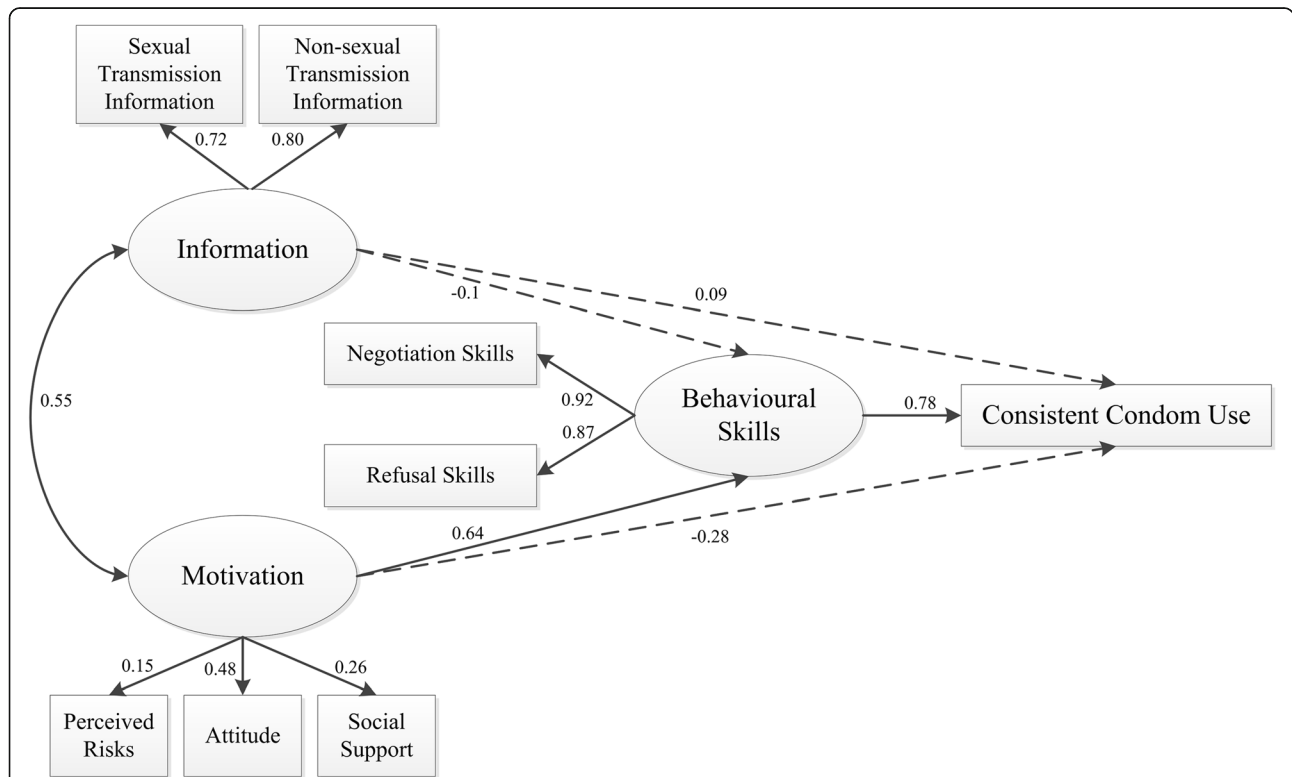 Sexual
Transmission
Information
Non-sexual
Transmission
Information
0.72
0.80
Information
-0.1
0.09
0.55
Negotiation Skills
0.92
0.87
Refusal Skills
Behavioural
Skills
0.78
Consistent Condom Use
0.64
-0.28
Motivation
0.15
0.48
0.26
Perceived
Risks
Attitude
Social
Support